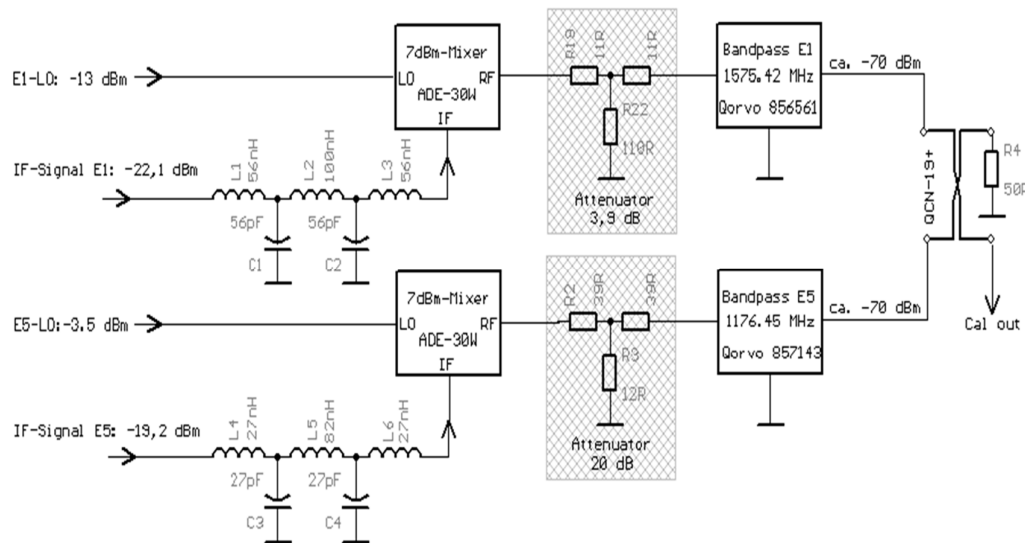 E1-LO: -13 dBm
7dBm-Mixer
LO
RF
ADE-30W
IF
R19
11R
11R
R22
110R
Attenuator
3,9 dB
Bandpass E1
1575.42 MHz
Qorvo 856561
ca. -70 dBm
IF-Signal E1: -22,1 dBm
L1
56nH
L2
100nH
L3
56nH
56pF
C1
56pF
C2
QCN-19+
R4
50R
Cal out
E5-LO:-3.5 dBm
7dBm-Mixer
LO
RF
ADE-30W
IF
R2
39R
39R
R3
12R
Attenuator
20 dB
Bandpass E5
1176.45 MHz
Qorvo 857143
ca. -70 dBm
IF-Signal E5: -19,2 dBm
L4
27nH
L5
82nH
L6
27nH
27pF
C3
27pF
C4